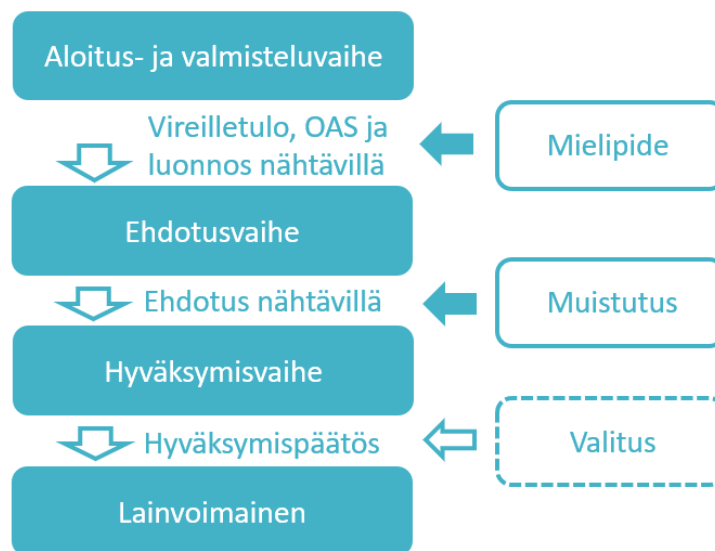 Aloitus- ja valmisteluvaihe
Vireilletulo, OAS ja
luonnos nähtävillä
Mielipide
Ehdotusvaihe
Ehdotus nähtävillä
Muistutus
Hyväksymisvaihe
Hyväksymispäätös
Valitus
Lainvoimainen